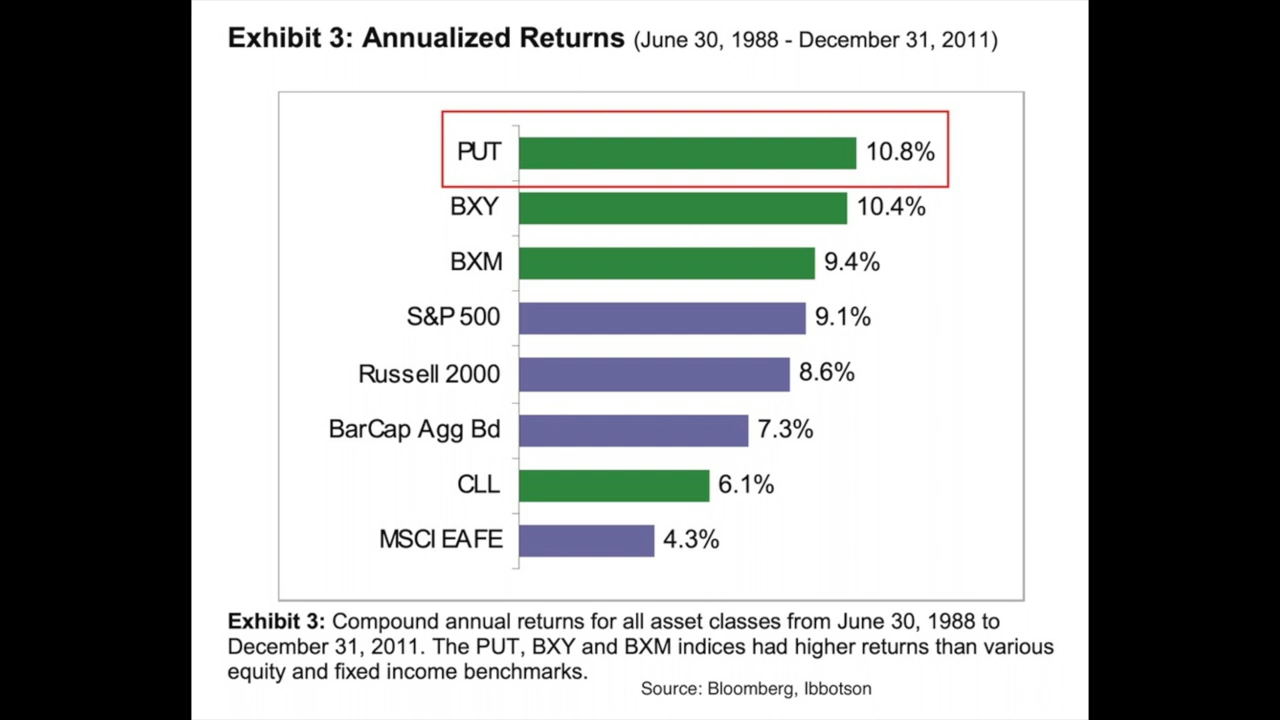 Exhibit 3: Annualized Returns (June 30, 1988 - December 31, 2011)
PUT 10.8%
BXY 10.4%
BXM 9.4%
S&P 500 9.1%
Russell 2000 8.6%
BarCap Agg Bd 7.3%
CLL 6.1%
MSCI EAFE 4.3%
Exhibit 3: Compound annual returns for all asset classes from June 30, 1988 to
December 31, 2011. The PUT, BXY and BXM indices had higher returns than various
equity and fixed income benchmarks.
Source: Bloomberg, Ibbotson